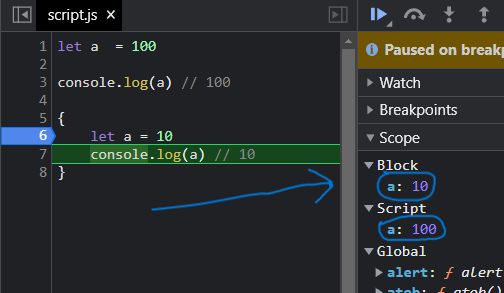 script.js
1 let a  = 100
2
3 console.log(a) // 100
4
5 {
6     let a = 10
7     console.log(a) // 10
8 }
Paused on breakp
Watch
Breakpoints
Scope
Block
a: 10
Script
a: 100
Global
alert: ƒ alert
atob: ƒ atob()